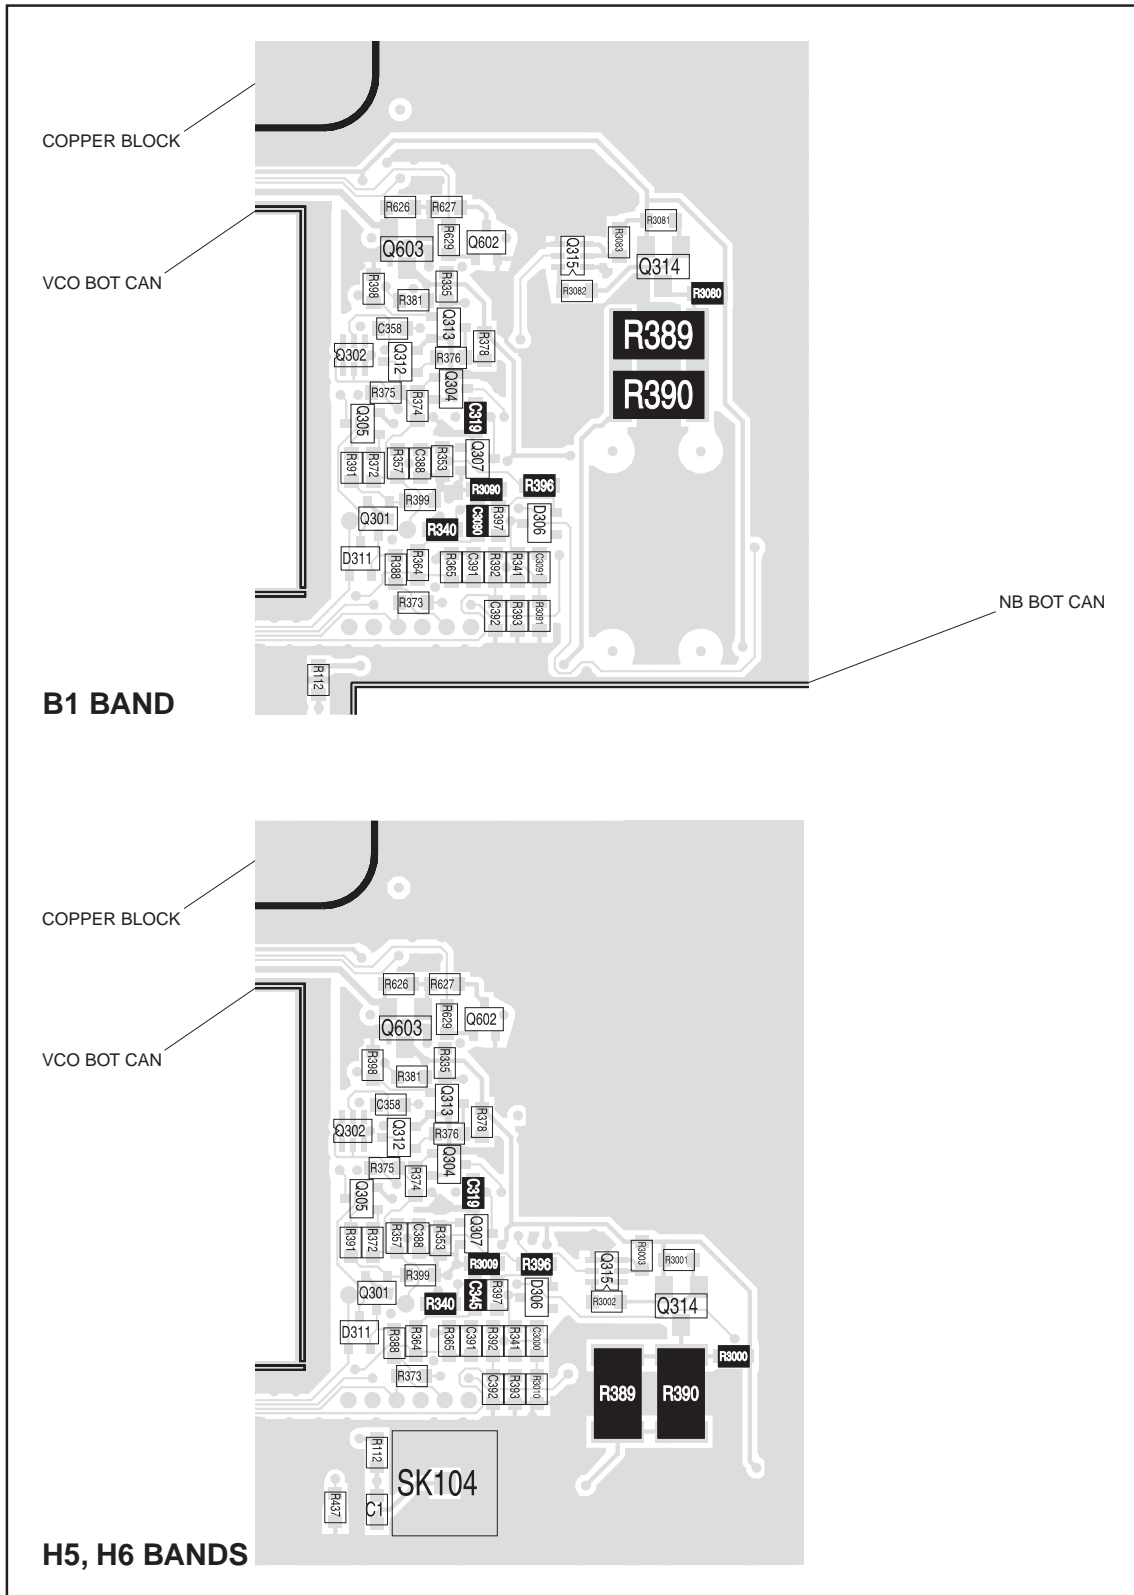 COPPER BLOCK
VCO BOT CAN
R626
R627
R629
Q602
Q603
R3081
R3083
Q315
Q314
R3082
R3080
R398
R381
R335
C358
Q313
R378
Q302
Q312
R376
R389
R375
R374
Q304
R390
Q305
C319
R391
R372
R357
C388
R353
Q307
R3090
R396
R399
Q301
R340
C3080
R397
D306
D311
R388
R364
R365
C391
R392
R341
C3091
R373
C392
R393
R3091
NB BOT CAN
R112
B1 BAND
COPPER BLOCK
VCO BOT CAN
R626
R627
R629
Q602
Q603
R398
R381
R335
C358
Q313
R378
Q302
Q312
R376
R375
R374
Q304
Q305
C319
R391
R372
R357
C388
R353
Q307
R3009
R396
Q315
R3003
R3001
R399
Q301
R340
C345
R397
D306
R3002
Q314
D311
R388
R364
R365
C391
R392
R341
C3000
R3000
R373
C392
R393
R3010
R389
R390
R112
SK104
R437
C1
H5, H6 BANDS